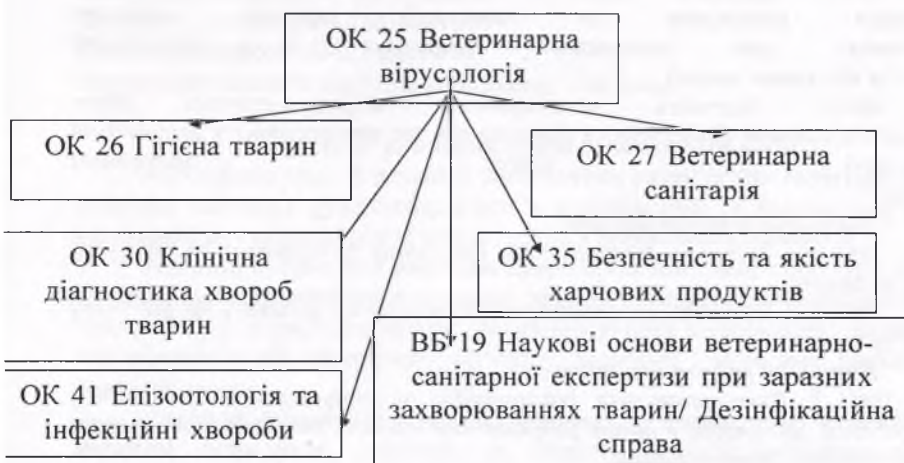 ОК 25 Ветеринарна
вірусологія
ОК 26 Гігієна тварин
ОК 27 Ветеринарна
санітарія
ОК 30 Клінічна
діагностика хвороб
тварин
ОК 35 Безпечність та якість
харчових продуктів
ОК 41 Епізоотологія та
інфекційні хвороби
ВБ 19 Наукові основи ветеринарно-
санітарної експертизи при заразних
захворюваннях тварин/ Дезінфікаційна
справа